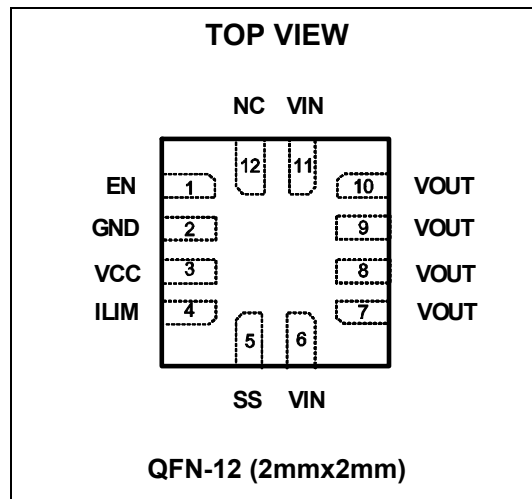 TOP VIEW
NC VIN
12 11
EN 1 10 VOUT
GND 2 9 VOUT
VCC 3 8 VOUT
ILIM 4 7 VOUT
5 6
SS VIN
QFN-12 (2mmx2mm)